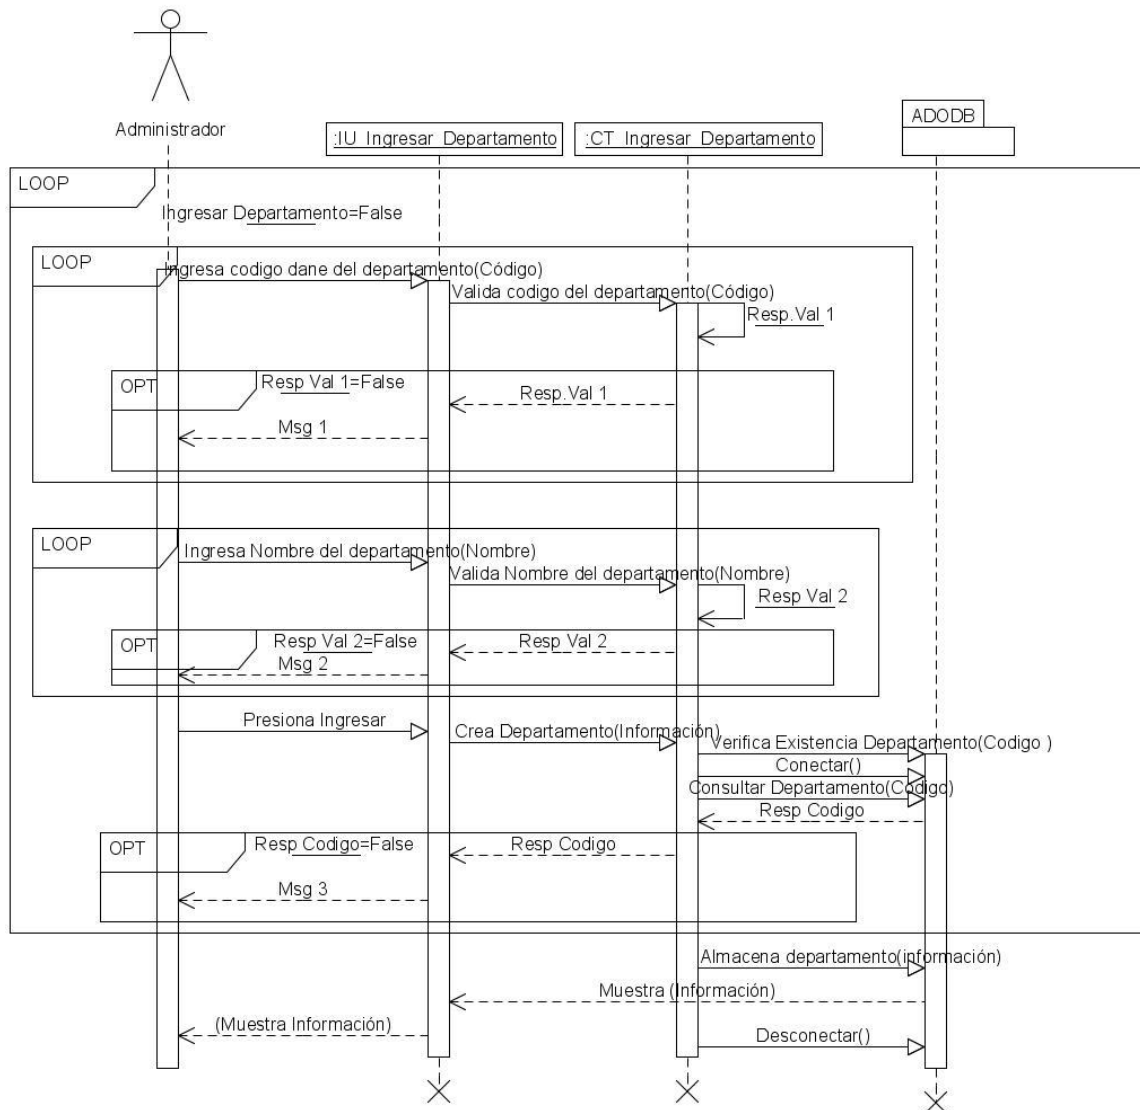 Administrador
:IU_Ingresar_Departamento
:CT_Ingresar_Departamento
ADODB
LOOP
Ingresar Departamento=False
LOOP
Ingresa codigo dane del departamento(Código)
Valida codigo del departamento(Código)
Resp.Val 1
OPT
Resp Val 1=False
Resp.Val 1
Msg 1
LOOP
Ingresa Nombre del departamento(Nombre)
Valida Nombre del departamento(Nombre)
Resp Val 2
OPT
Resp Val 2=False
Resp Val 2
Msg 2
Presiona Ingresar
Crea Departamento(Información)
Verifica Existencia Departamento(Codigo )
Conectar()
Consultar Departamento(Codigo)
Resp Codigo
OPT
Resp Codigo=False
Resp Codigo
Msg 3
Almacena departamento(información)
Muestra (Información)
(Muestra Información)
Desconectar()